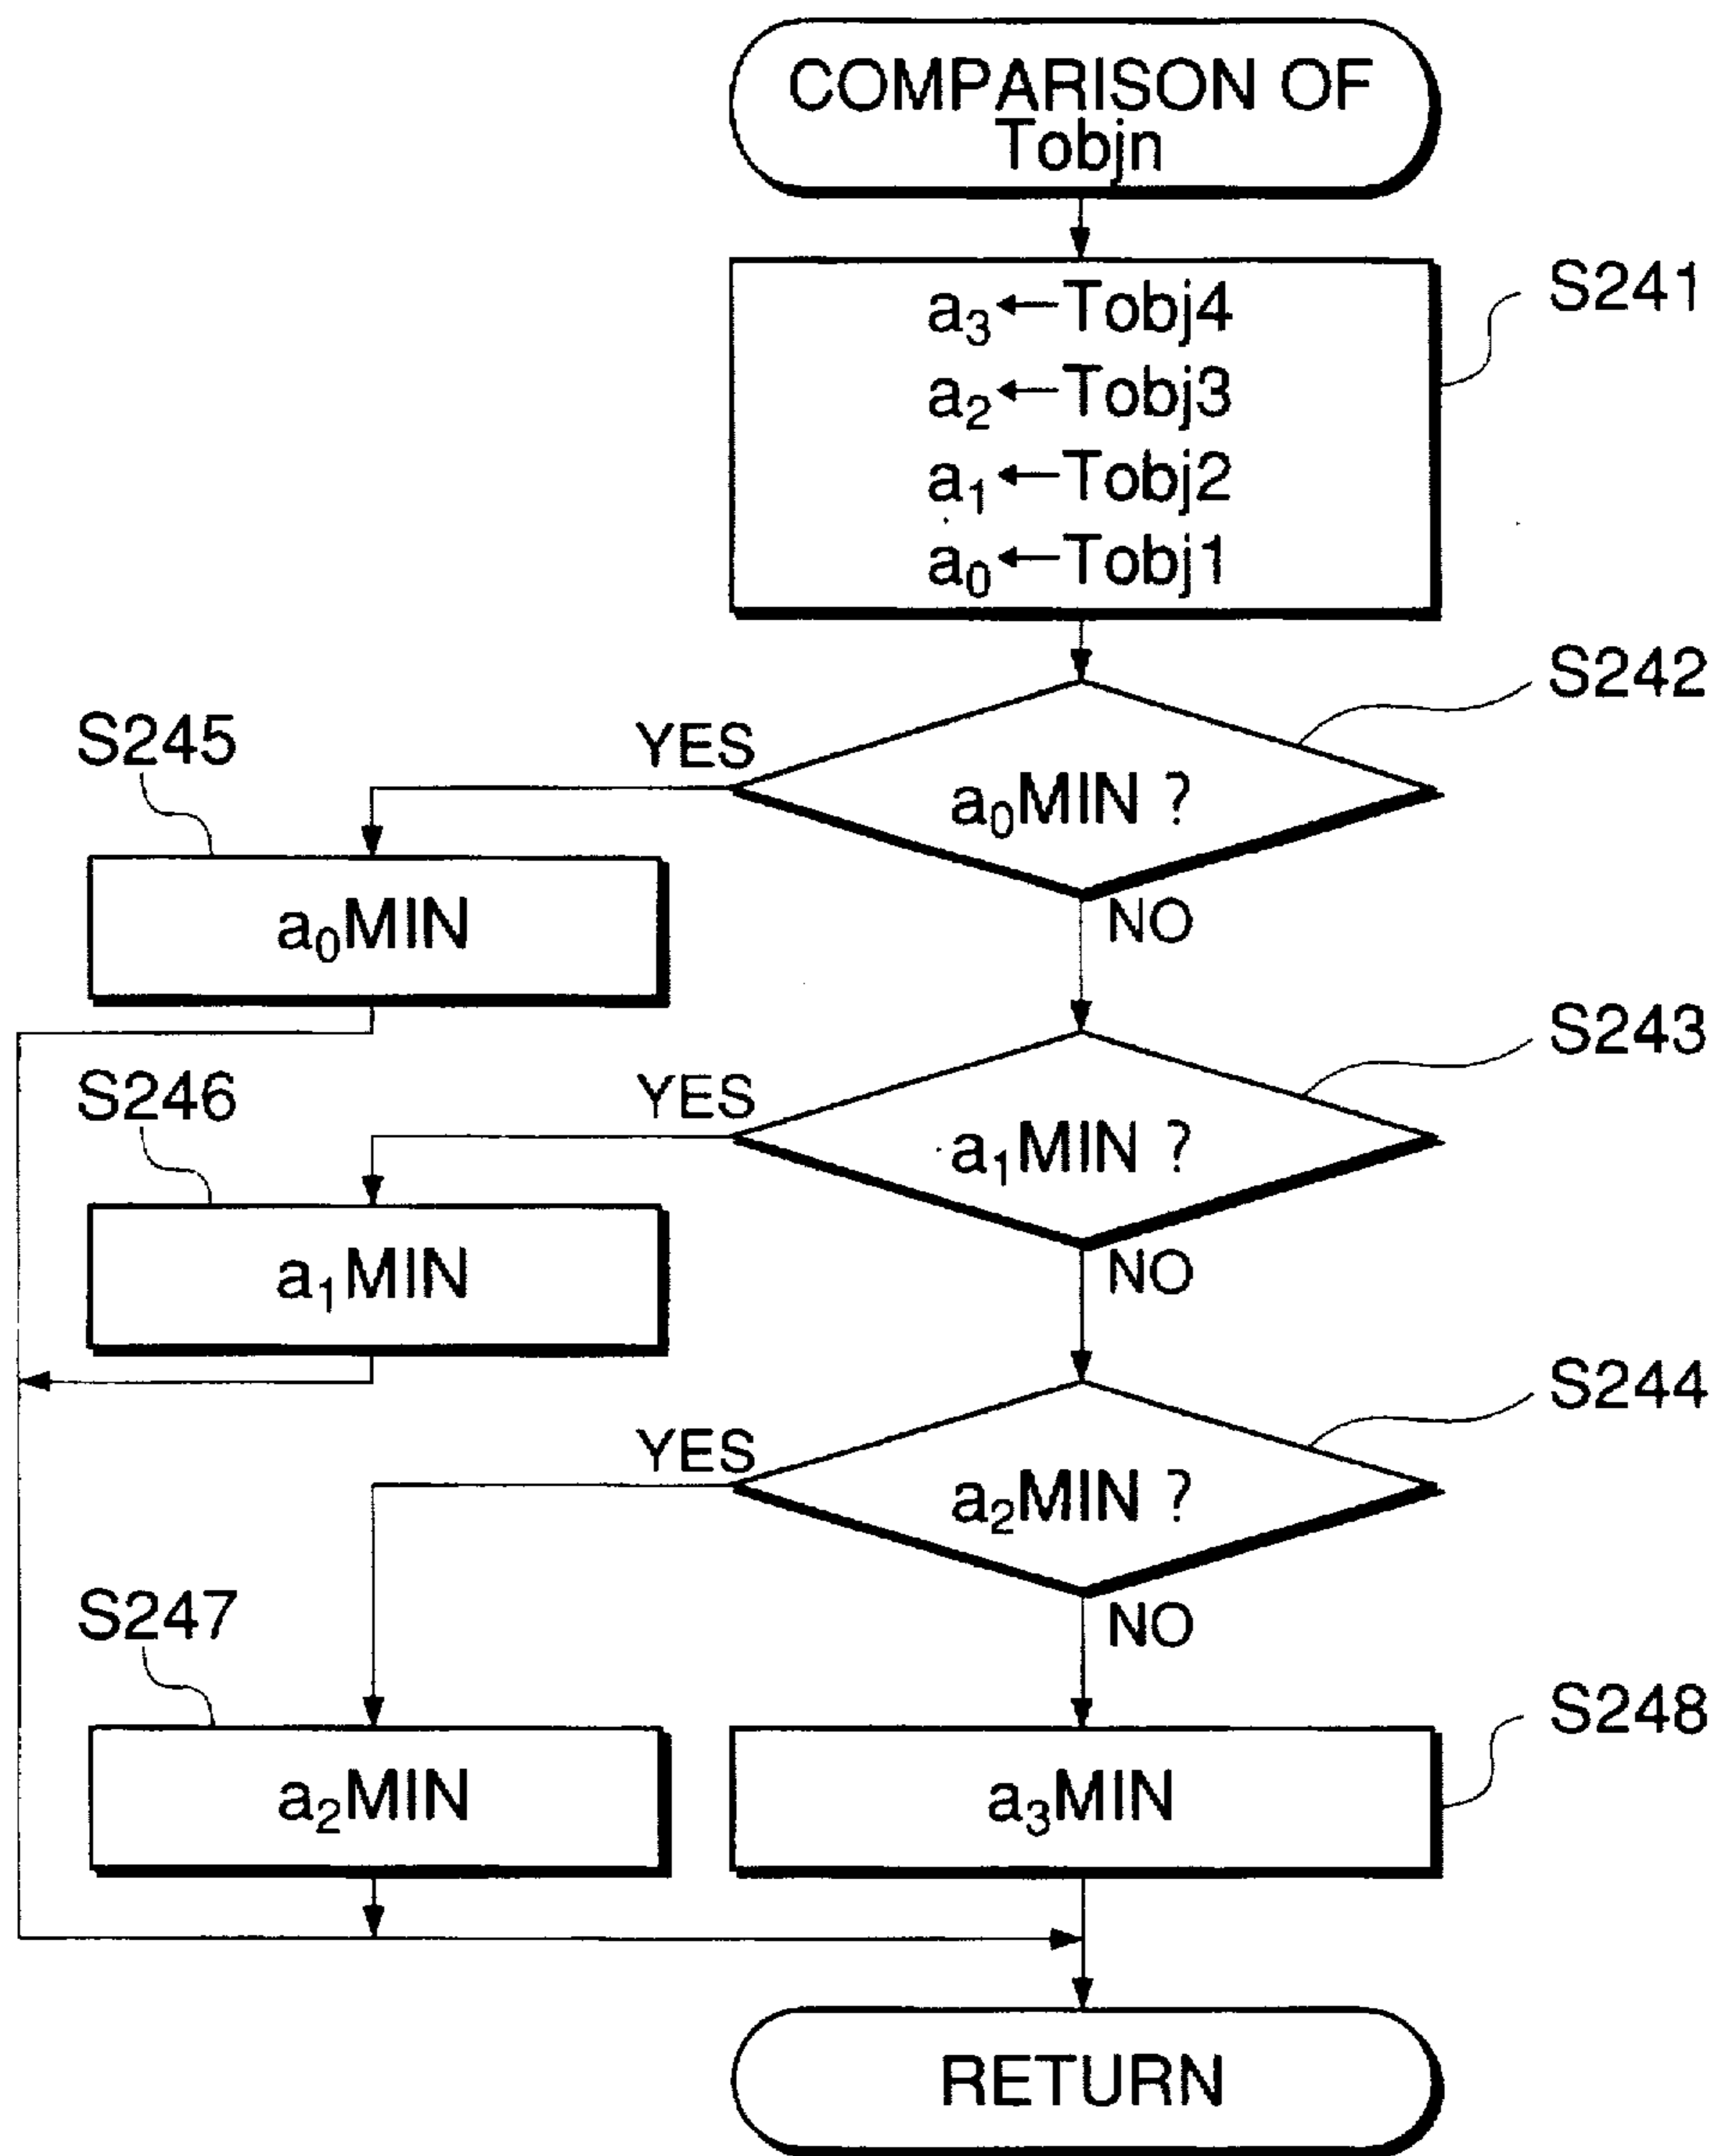 COMPARISON OF
Tobjn
a3←Tobj4
S241
a2←Tobj3
a1←Tobj2
a0←Tobj1
S242
YES
S245
a0MIN ?
a0MIN
NO
S243
YES
S246
a1MIN ?
a1MIN
NO
S244
YES
a2MIN ?
S247
NO
S248
a2MIN
a3MIN
RETURN